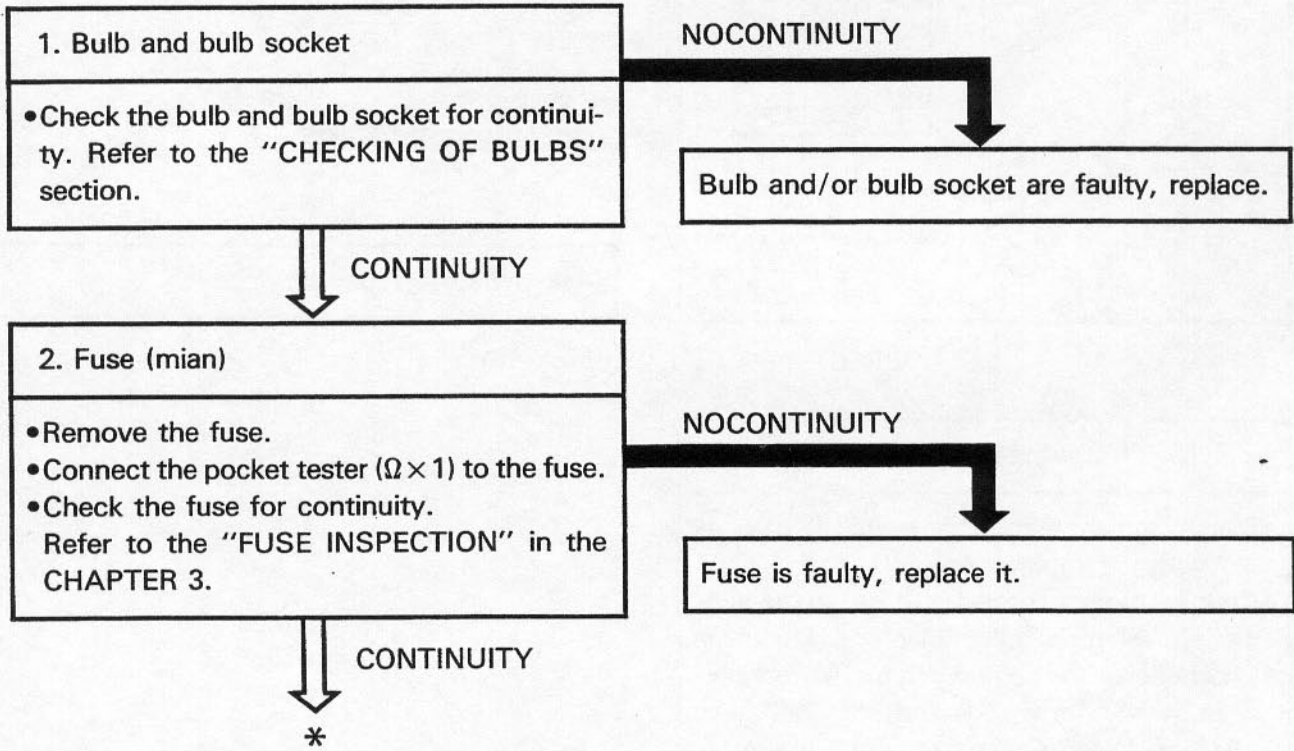 1. Bulb and bulb socket
NOCONTINUITY
•Check the bulb and bulb socket for continui-
ty. Refer to the "CHECKING OF BULBS"
section.
Bulb and/or bulb socket are faulty, replace.
CONTINUITY
2. Fuse (mian)
NOCONTINUITY
•Remove the fuse.
•Connect the pocket tester (Ω×1) to the fuse.
•Check the fuse for continuity.
Refer to the "FUSE INSPECTION" in the
CHAPTER 3.
Fuse is faulty, replace it.
CONTINUITY
*